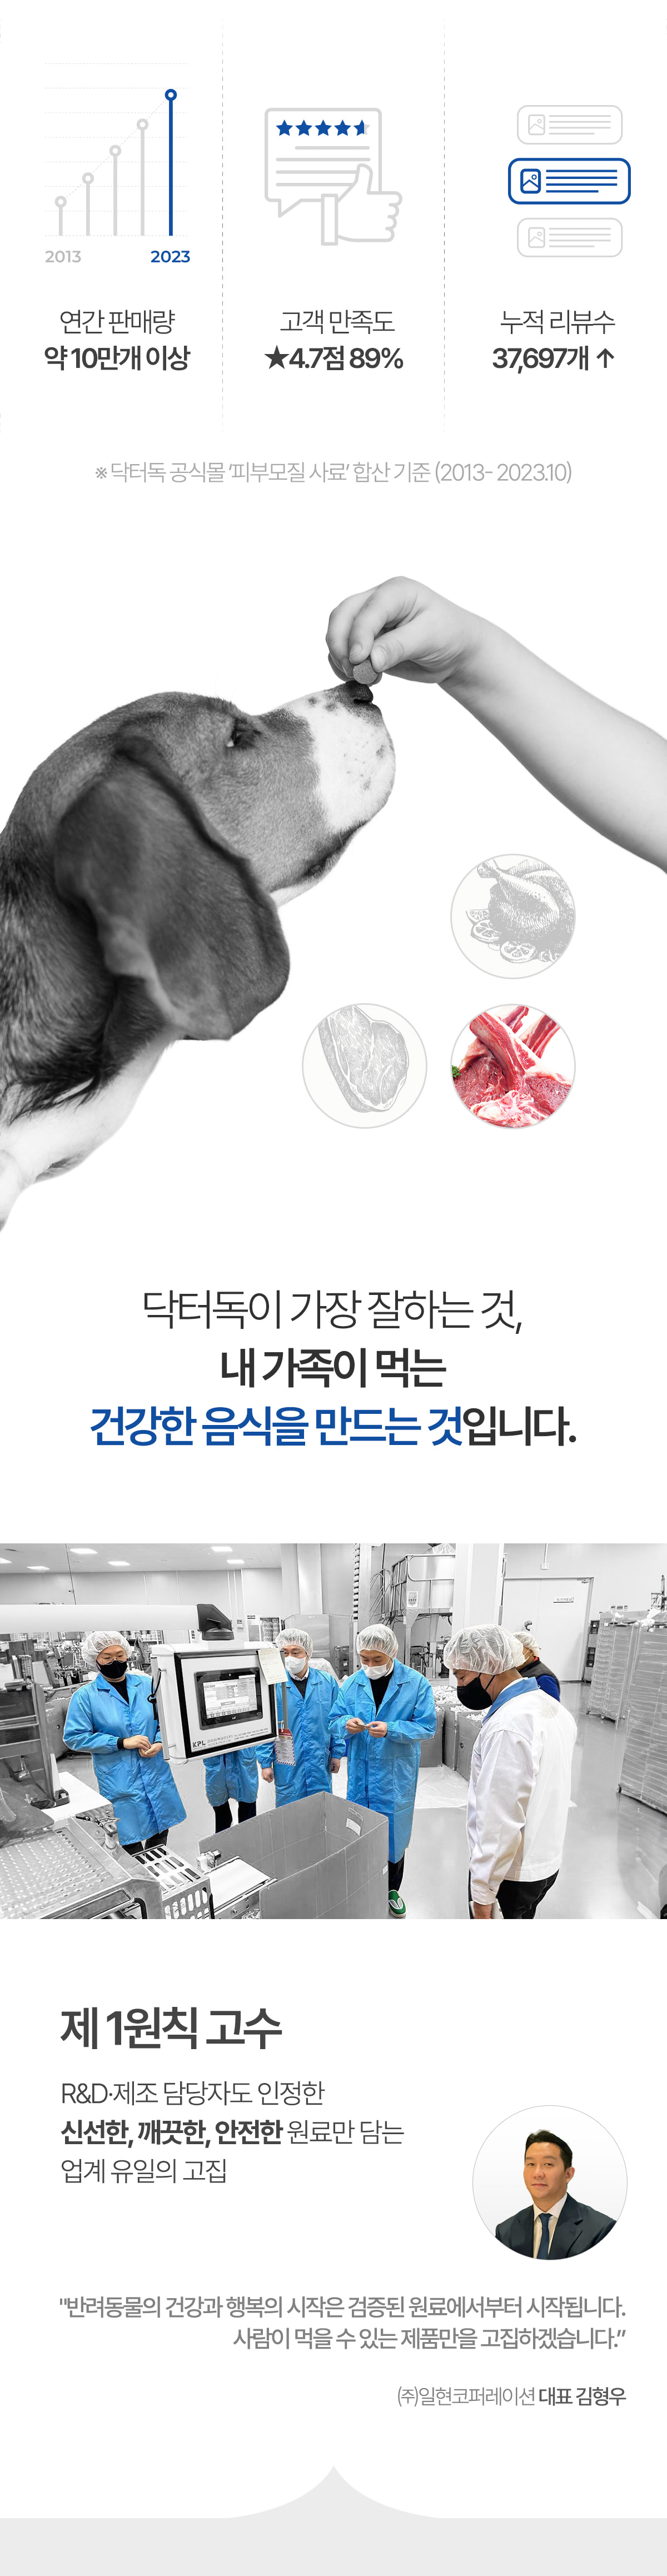 2013
2023
연간 판매량
약 10만개 이상
고객 만족도
★4.7점 89%
누적 리뷰수
37,697개 ↑
※ 닥터독 공식몰 ‘피부모질 사료’ 합산 기준 (2013- 2023.10)
닥터독이 가장 잘하는 것,
내 가족이 먹는
건강한 음식을 만드는 것입니다.
KPL
제 1원칙 고수
R&D·제조 담당자도 인정한
신선한, 깨끗한, 안전한 원료만 담는
업계 유일의 고집
"반려동물의 건강과 행복의 시작은 검증된 원료에서부터 시작됩니다.
사람이 먹을 수 있는 제품만을 고집하겠습니다.”
㈜일현코퍼레이션 대표 김형우